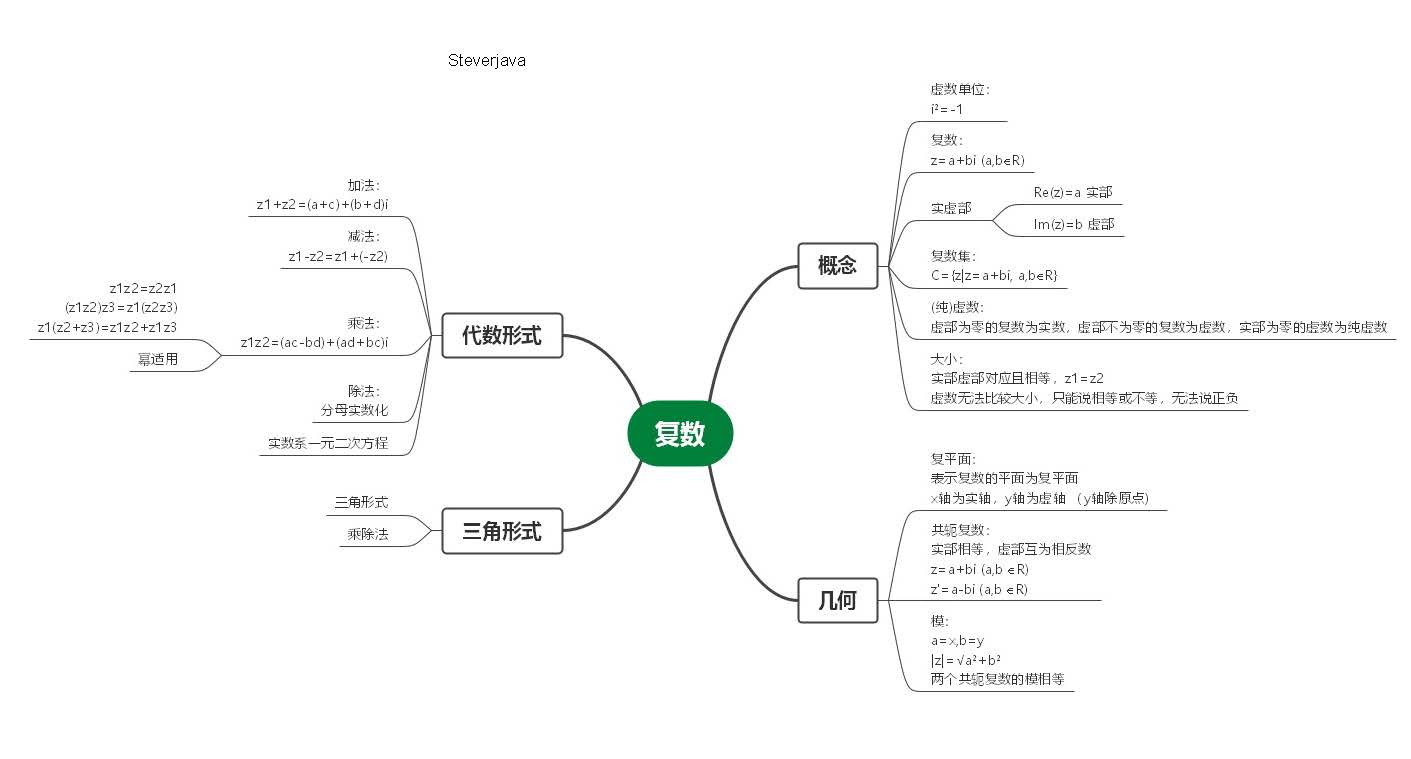 Steverjava
复数
概念
虚数单位：
i²=-1
复数：
z=a+bi (a,b∈R)
实虚部
Re(z)=a 实部
Im(z)=b 虚部
复数集：
C={z|z=a+bi, a,b∈R}
(纯)虚数：
虚部为零的复数为实数，虚部不为零的复数为虚数，实部为零的虚数为纯虚数
大小：
实部虚部对应且相等，z1=z2
虚数无法比较大小，只能说相等或不等，无法说正负
几何
复平面：
表示复数的平面为复平面
x轴为实轴，y轴为虚轴 （y轴除原点）
共轭复数：
实部相等，虚部互为相反数
z=a+bi (a,b ∈R)
z'=a-bi (a,b ∈R)
模：
a=x,b=y
|z|=√a²+b²
两个共轭复数的模相等
代数形式
加法：
z1+z2=(a+c)+(b+d)i
减法：
z1-z2=z1+(-z2)
乘法：
z1z2=(ac-bd)+(ad+bc)i
z1z2=z2z1
(z1z2)z3=z1(z2z3)
z1(z2+z3)=z1z2+z1z3
幂适用
除法：
分母实数化
实数系一元二次方程
三角形式
三角形式
乘除法